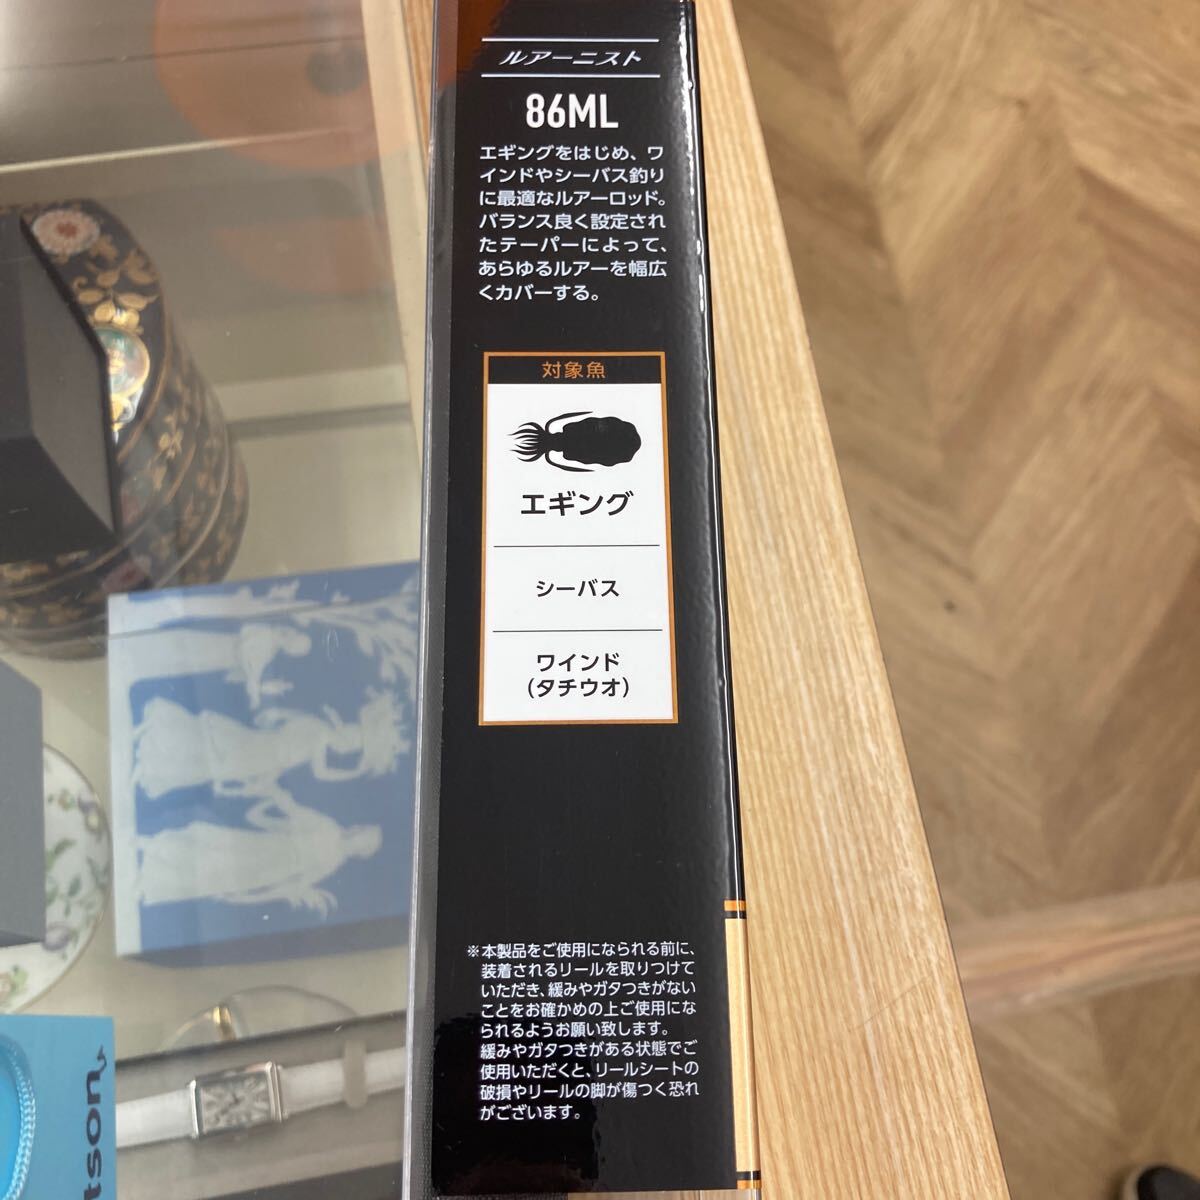 ルアーニスト
86ML
エギングをはじめ、ワ
インドやシーバス釣り
に最適なルアーロッド。
バランス良く設定され
たテーパーによって、
あらゆるルアーを幅広
くカバーする。
対象魚
エギング
シーバス
ワインド
(タチウオ)
※本製品をご使用になられる前に、
装着されるリールを取りつけて
いただき、緩みやガタつきがない
ことをお確かめの上ご使用にな
られるようお願い致します。
緩みやガタつきがある状態でご
使用いただくと、リールシートの
破損やリールの脚が傷つく恐れ
がございます。
tson